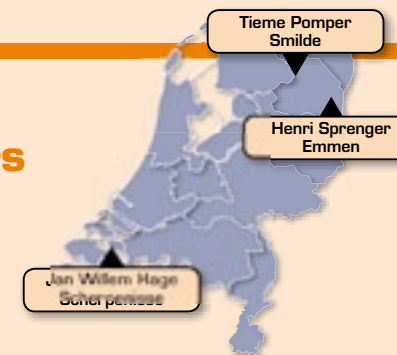 Tieme Pomper
Smilde
Henri Sprenger
Emmen
Jan Willem Hage
Scherpenisse